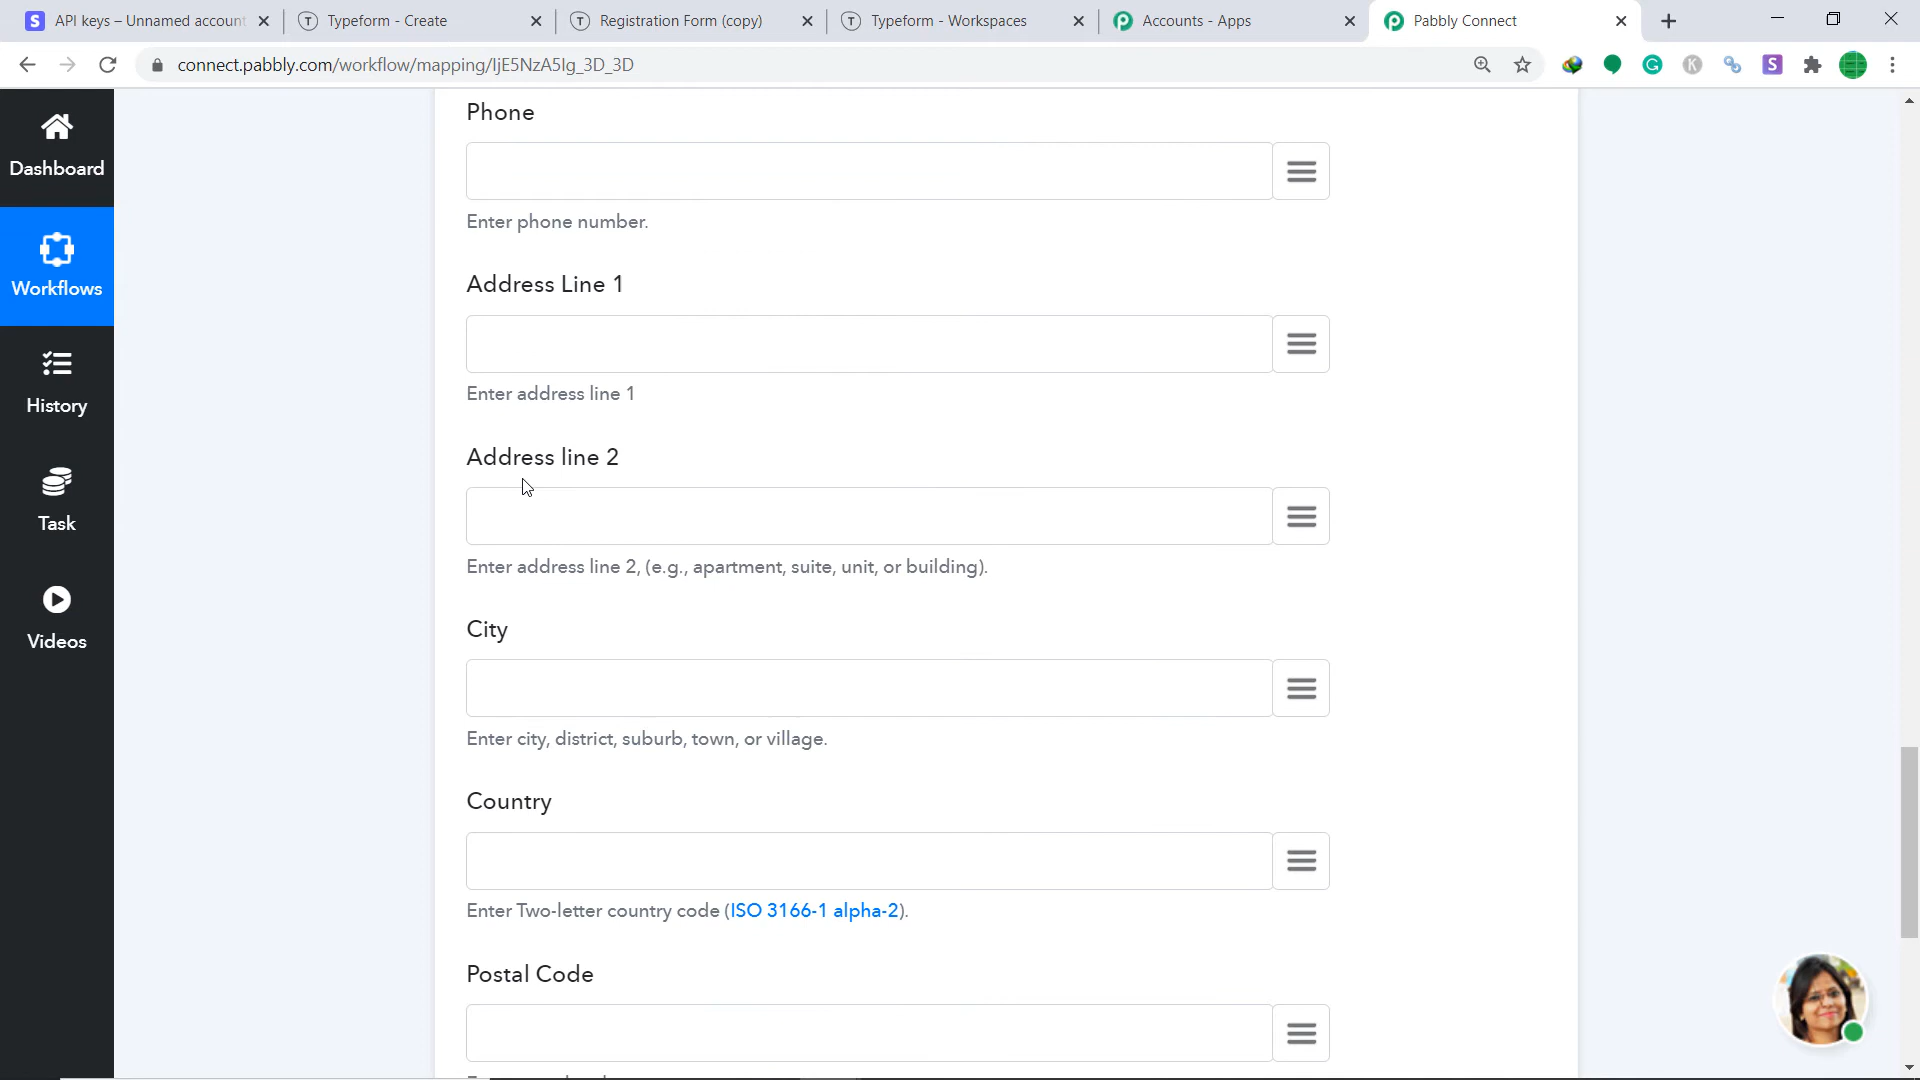 API keys – Unnamed account
Typeform - Create
Registration Form (copy)
Typeform - Workspaces
Accounts - Apps
Pabbly Connect
connect.pabbly.com/workflow/mapping/IjE5NzA5Ig_3D_3D
Dashboard
Workflows
History
Task
Videos
Phone
Enter phone number.
Address Line 1
Enter address line 1
Address line 2
Enter address line 2, (e.g., apartment, suite, unit, or building).
City
Enter city, district, suburb, town, or village.
Country
Enter Two-letter country code (ISO 3166-1 alpha-2).
Postal Code